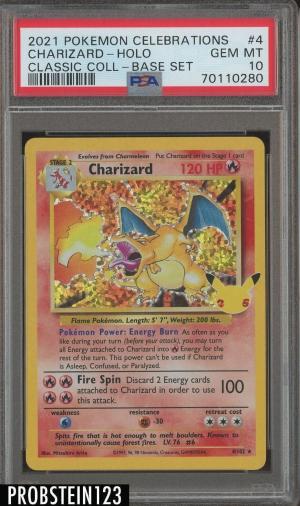 2021 POKEMON CELEBRATIONS #4
CHARIZARD - HOLO GEM MT
CLASSIC COLL - BASE SET 10
PSA 70110280
Evolves from Charmeleon Put Charizard on the Stage 1 card
STAGE 2
Charizard 120 HP
25
Flame Pokémon. Length: 5' 7", Weight: 200 lbs.
Pokémon Power: Energy Burn As often as you
like during your turn (before your attack), you may turn
all Energy attached to Charizard into Energy for the
rest of the turn. This power can't be used if Charizard
is Asleep, Confused, or Paralyzed.
Fire Spin Discard 2 Energy cards
attached to Charizard in order to use 100
this attack.
weakness resistance retreat cost
-30
Spits fire that is hot enough to melt boulders. Known to
unintentionally cause forest fires. LV. 76 #6
Illus. Mitsuhiro Arita 4/102
PROBSTEIN123